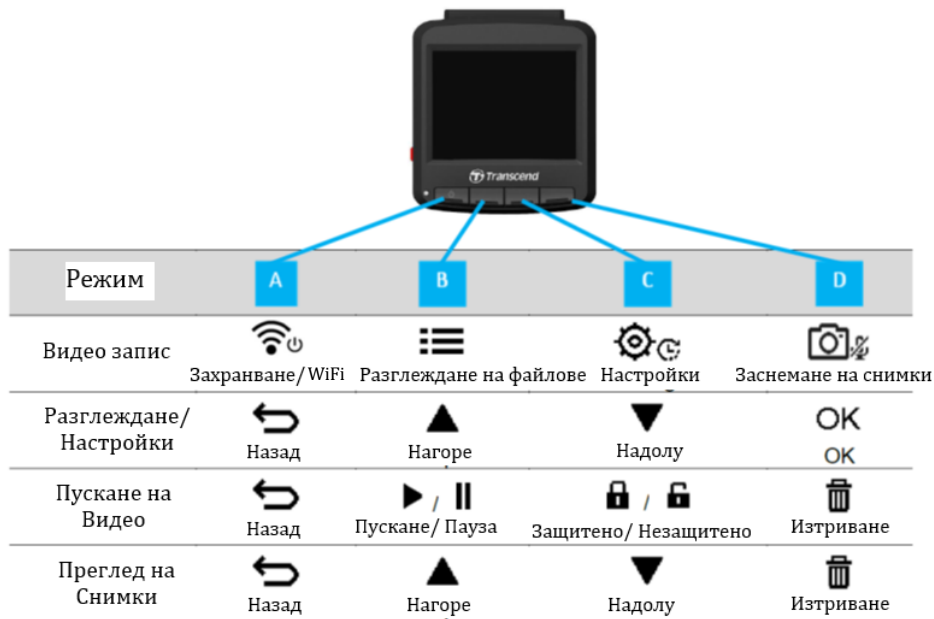 Transcend
Режим A B C D
Видео запис
Захранване/WiFi Разглеждане на файлове Настройки Заснемане на снимки
Разглеждане/
Настройки
OK
Назад Нагоре Надолу OK
Пускане на
Видео
Назад Пускане/ Пауза Защитено/ Незащитено Изтриване
Преглед на
Снимки
Назад Нагоре Надолу Изтриване